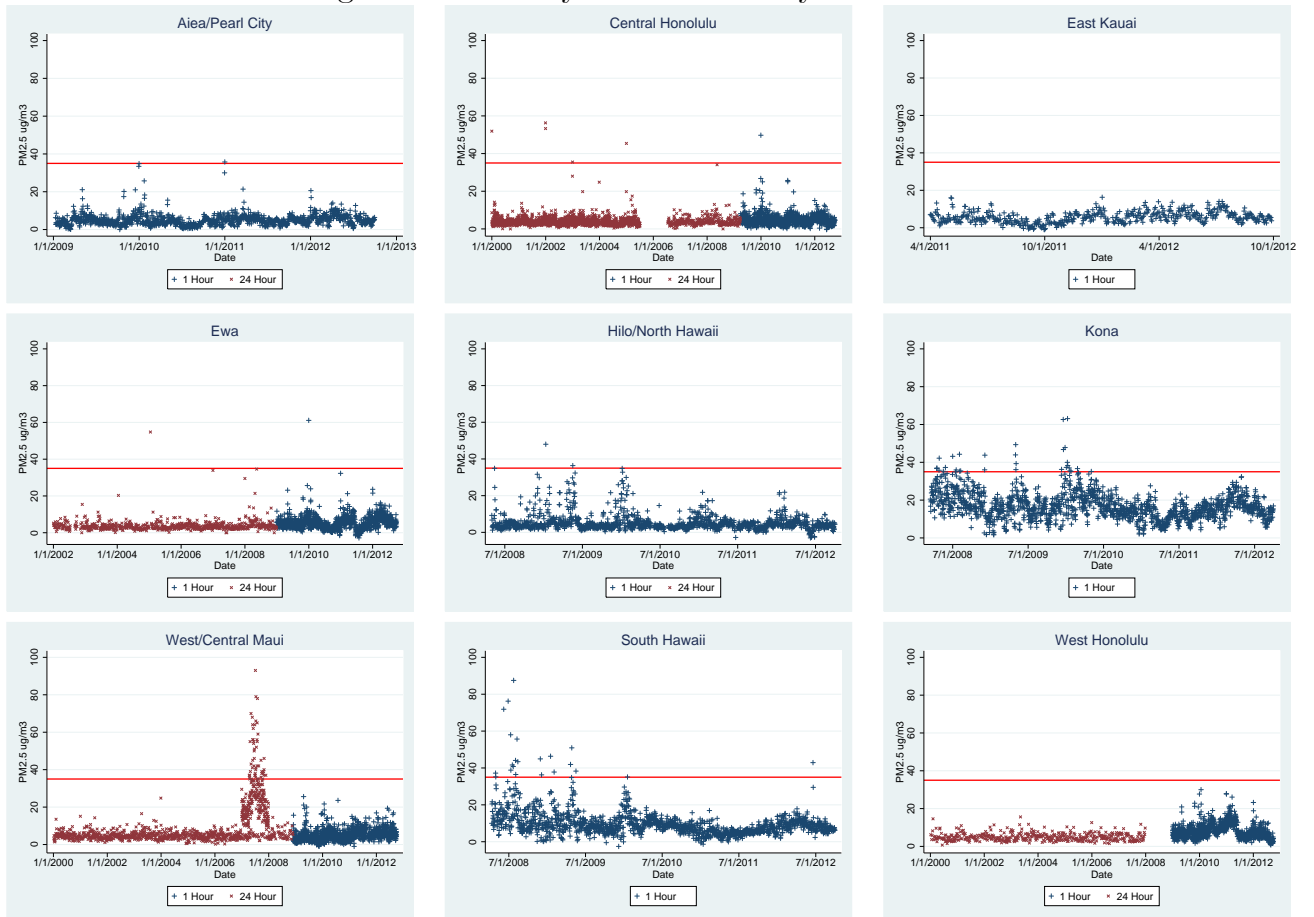 Aiea/Pearl City
PM2.5 ug/m3
0 20 40 60 80 100
1/1/2009 1/1/2010 1/1/2011 1/1/2012 1/1/2013
Date
1 Hour 24 Hour
Central Honolulu
PM2.5 ug/m3
0 20 40 60 80 100
1/1/2000 1/1/2002 1/1/2004 1/1/2006 1/1/2008 1/1/2010 1/1/2012
Date
1 Hour 24 Hour
East Kauai
PM2.5 ug/m3
0 20 40 60 80 100
4/1/2011 10/1/2011 4/1/2012 10/1/2012
Date
1 Hour
Ewa
PM2.5 ug/m3
0 20 40 60 80 100
1/1/2002 1/1/2004 1/1/2006 1/1/2008 1/1/2010 1/1/2012
Date
1 Hour 24 Hour
Hilo/North Hawaii
PM2.5 ug/m3
0 20 40 60 80 100
7/1/2008 7/1/2009 7/1/2010 7/1/2011 7/1/2012
Date
1 Hour 24 Hour
Kona
PM2.5 ug/m3
0 20 40 60 80 100
7/1/2008 7/1/2009 7/1/2010 7/1/2011 7/1/2012
Date
1 Hour
West/Central Maui
PM2.5 ug/m3
0 20 40 60 80 100
1/1/2000 1/1/2002 1/1/2004 1/1/2006 1/1/2008 1/1/2010 1/1/2012
Date
1 Hour 24 Hour
South Hawaii
PM2.5 ug/m3
0 20 40 60 80 100
7/1/2008 7/1/2009 7/1/2010 7/1/2011 7/1/2012
Date
1 Hour
West Honolulu
PM2.5 ug/m3
0 20 40 60 80 100
1/1/2000 1/1/2002 1/1/2004 1/1/2006 1/1/2008 1/1/2010 1/1/2012
Date
1 Hour 24 Hour